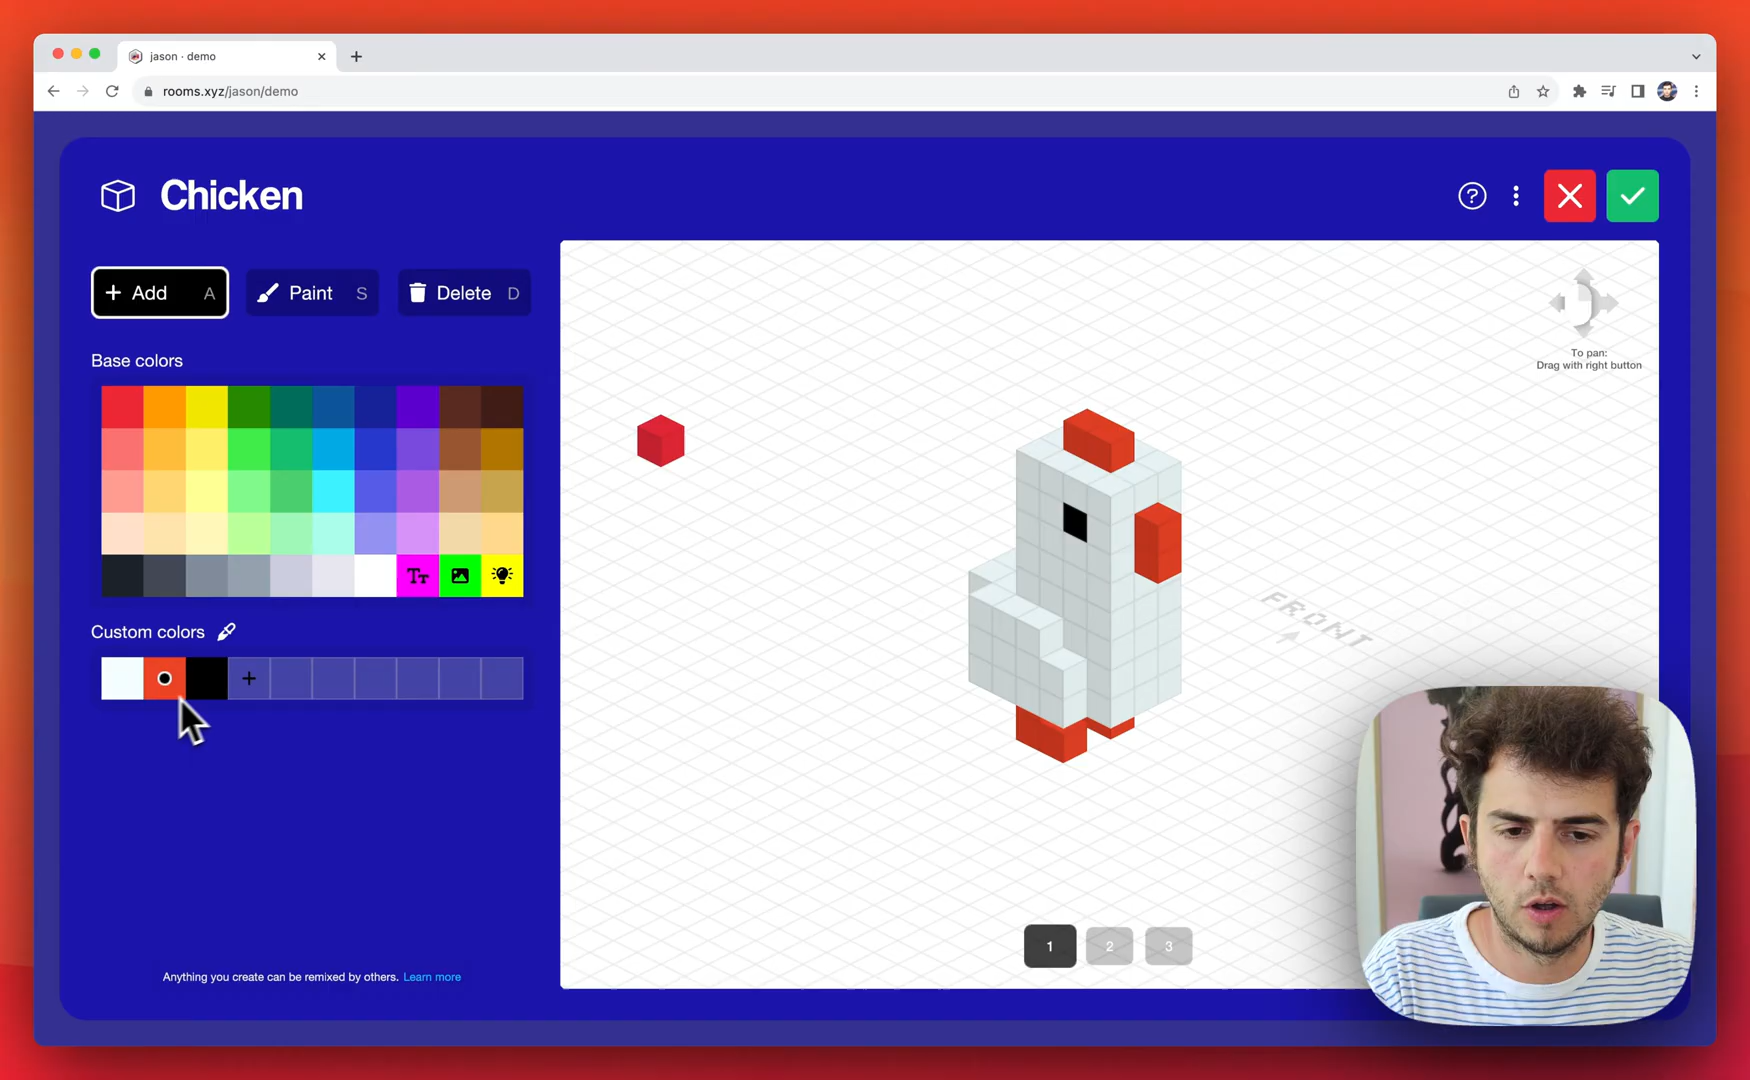 jason · demo
rooms.xyz/jason/demo
Chicken
Add A
Paint S
Delete D
Base colors
Tт
Custom colors
To pan:
Drag with right button
FRONT
1 2 3
Anything you create can be remixed by others. Learn more